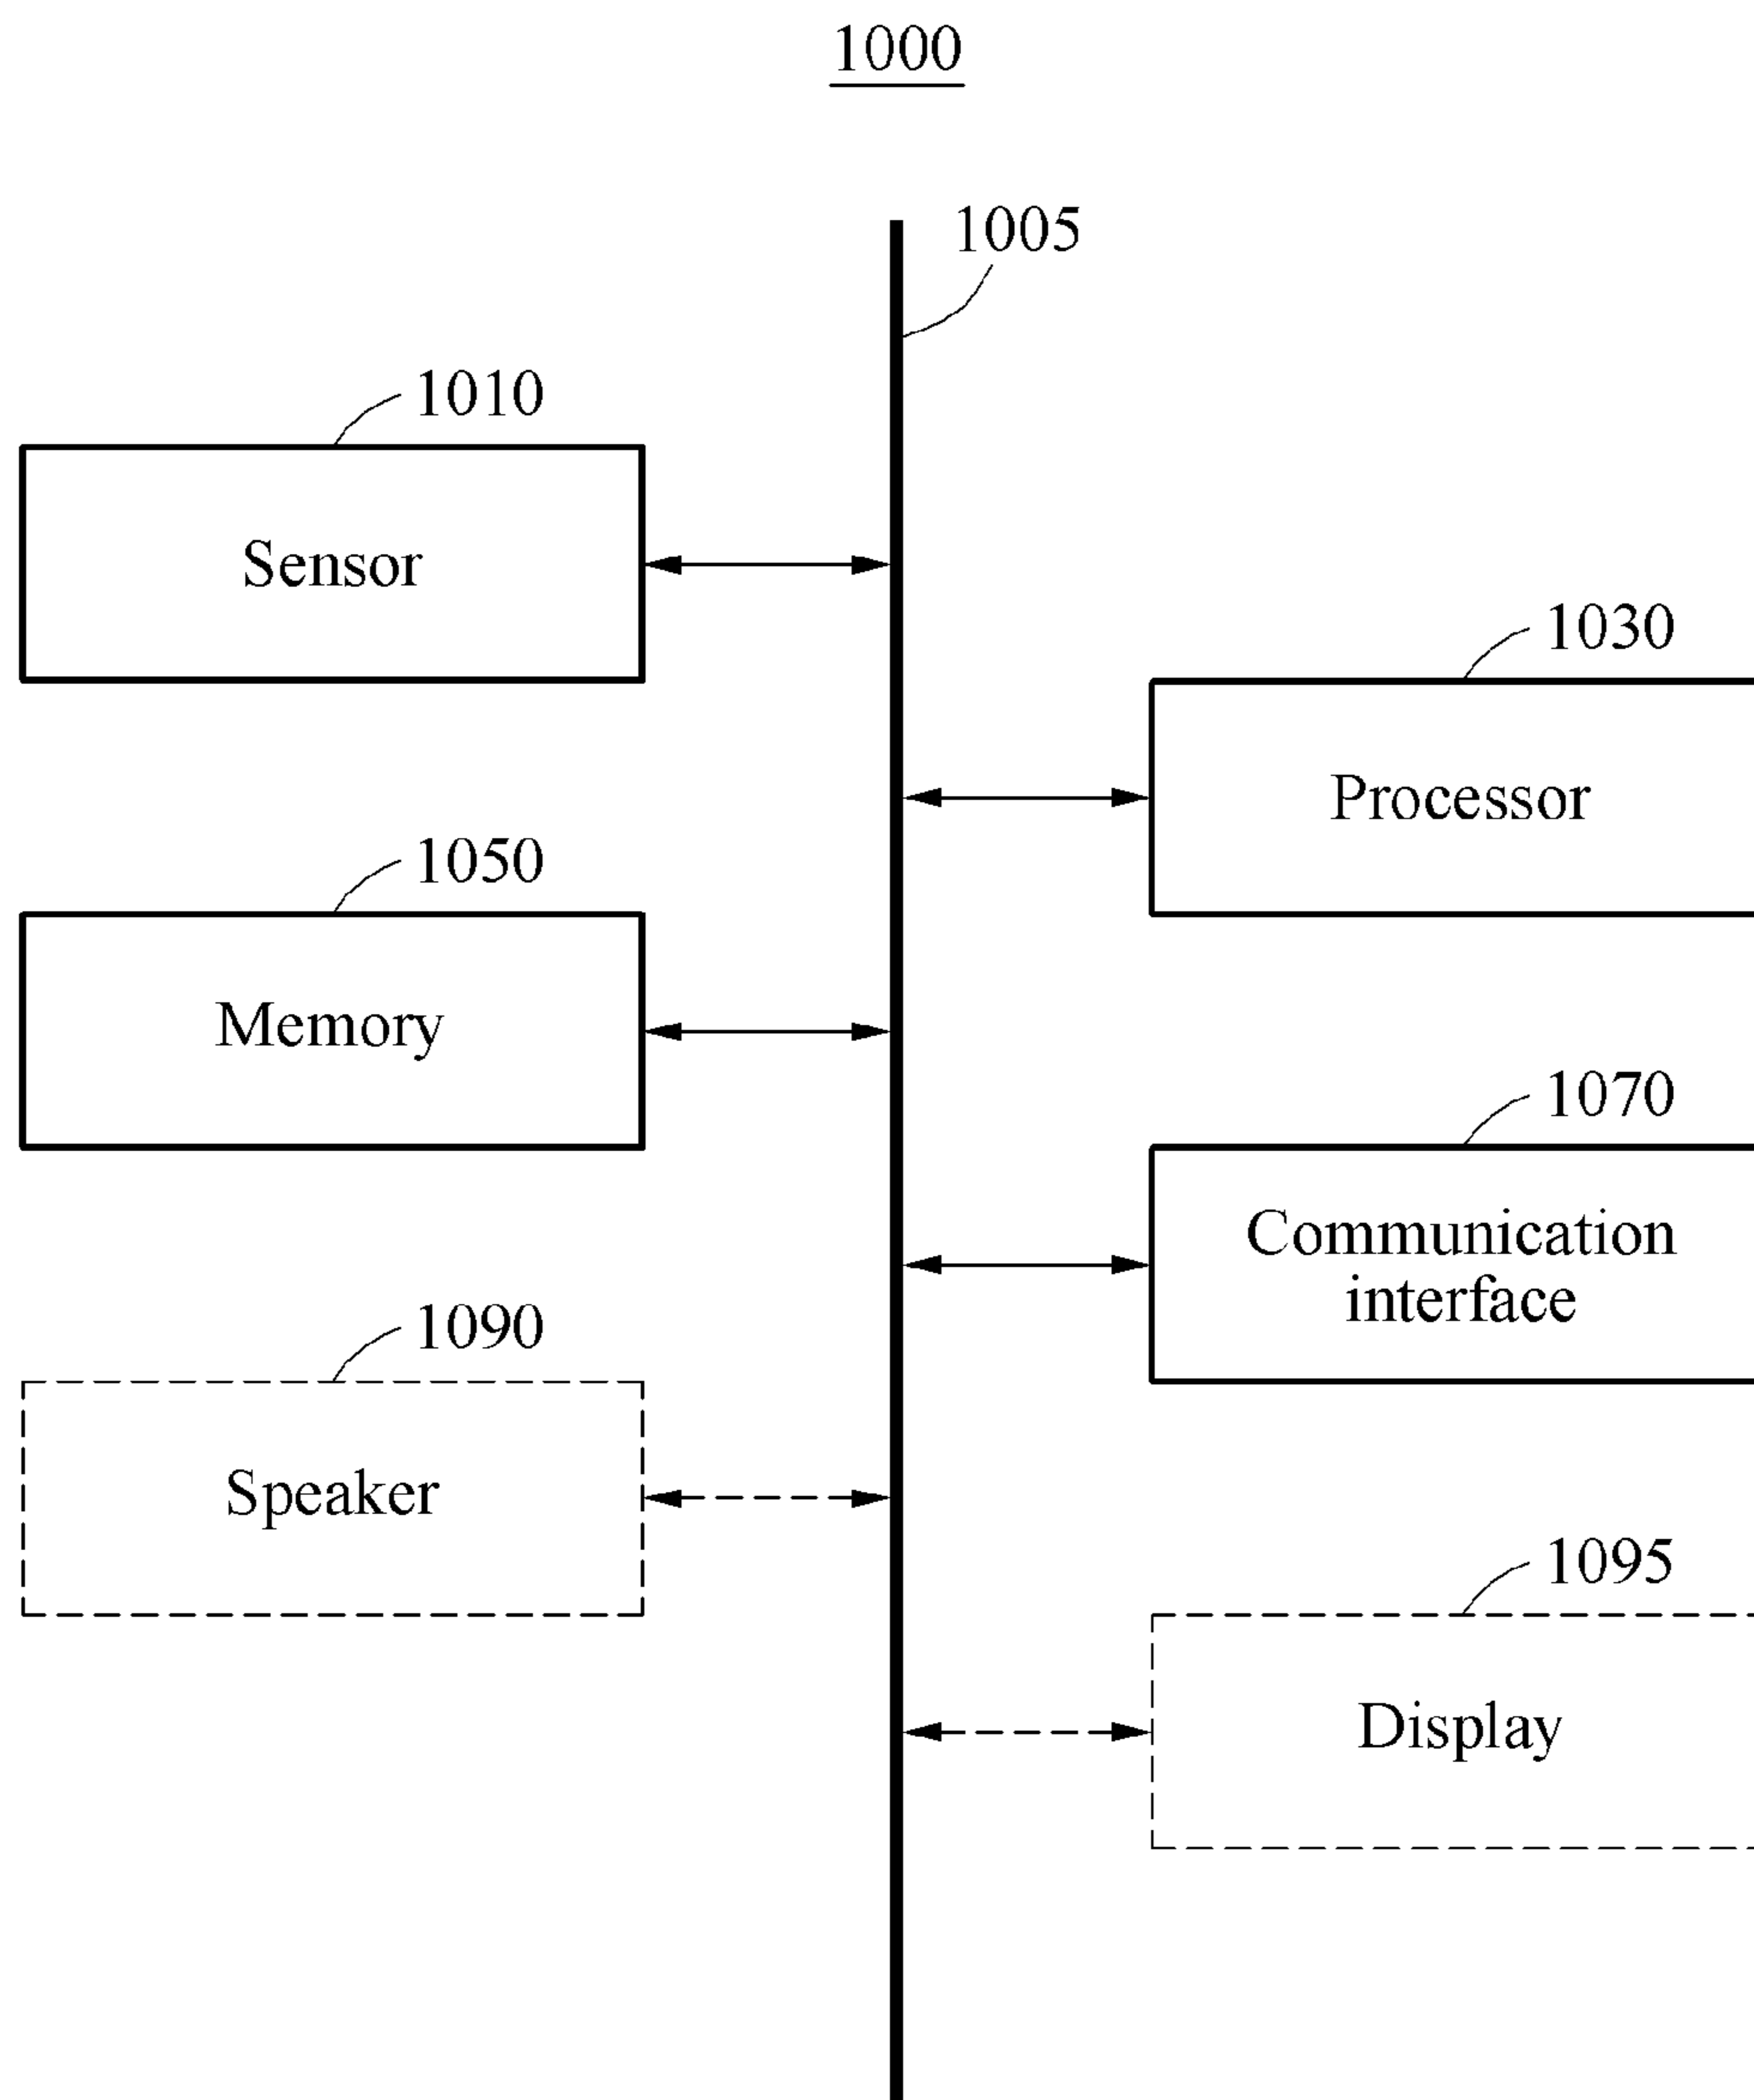 1000
1005
1010
Sensor
1030
Processor
1050
Memory
1070
Communication
interface
1090
Speaker
1095
Display